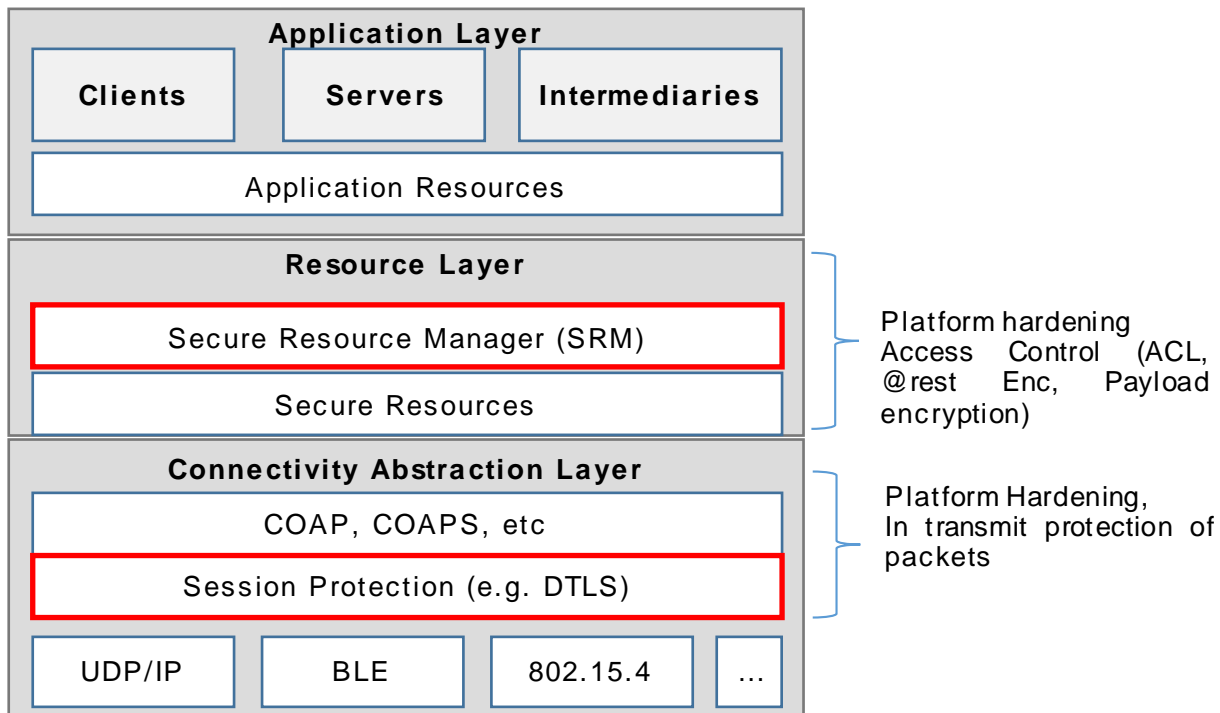 Application Layer
Clients
Servers
Intermediaries
Application Resources
Resource Layer
Secure Resource Manager (SRM)
Secure Resources
Platform hardening
Access Control (ACL,
@rest Enc, Payload
encryption)
Connectivity Abstraction Layer
COAP, COAPS, etc
Session Protection (e.g. DTLS)
Platform Hardening,
In transmit protection of
packets
UDP/IP
BLE
802.15.4
...